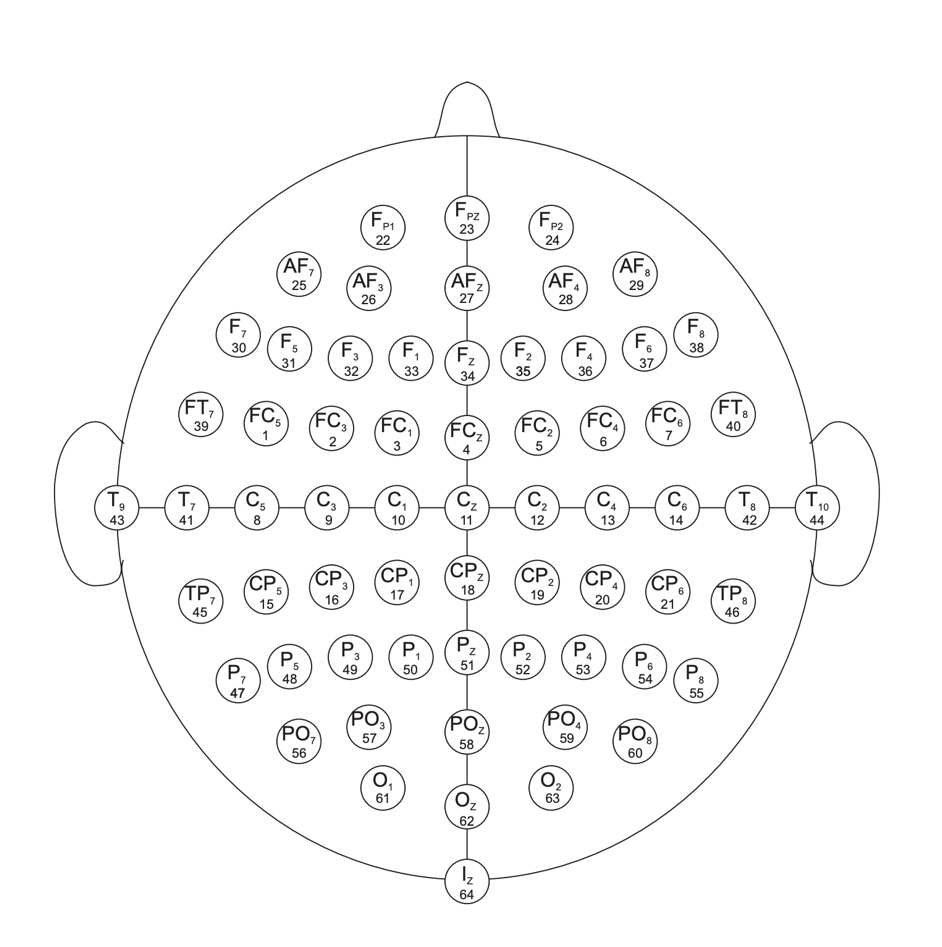 FP1 FPZ FP2
22 23 24
AF7 AF3 AFZ AF4 AF8
25 26 27 28 29
F7 F5 F3 F1 FZ F2 F4 F6 F8
30 31 32 33 34 35 36 37 38
FT7 FC5 FC3 FC1 FCZ FC2 FC4 FC6 FT8
39 1 2 3 4 5 6 7 40
T9 T7 C5 C3 C1 CZ C2 C4 C6 T8 T10
43 41 8 9 10 11 12 13 14 42 44
TP7 CP5 CP3 CP1 CPZ CP2 CP4 CP6 TP8
45 15 16 17 18 19 20 21 46
P7 P5 P3 P1 PZ P2 P4 P6 P8
47 48 49 50 51 52 53 54 55
PO7 PO3 POZ PO4 PO8
56 57 58 59 60
O1 OZ O2
61 62 63
IZ
64